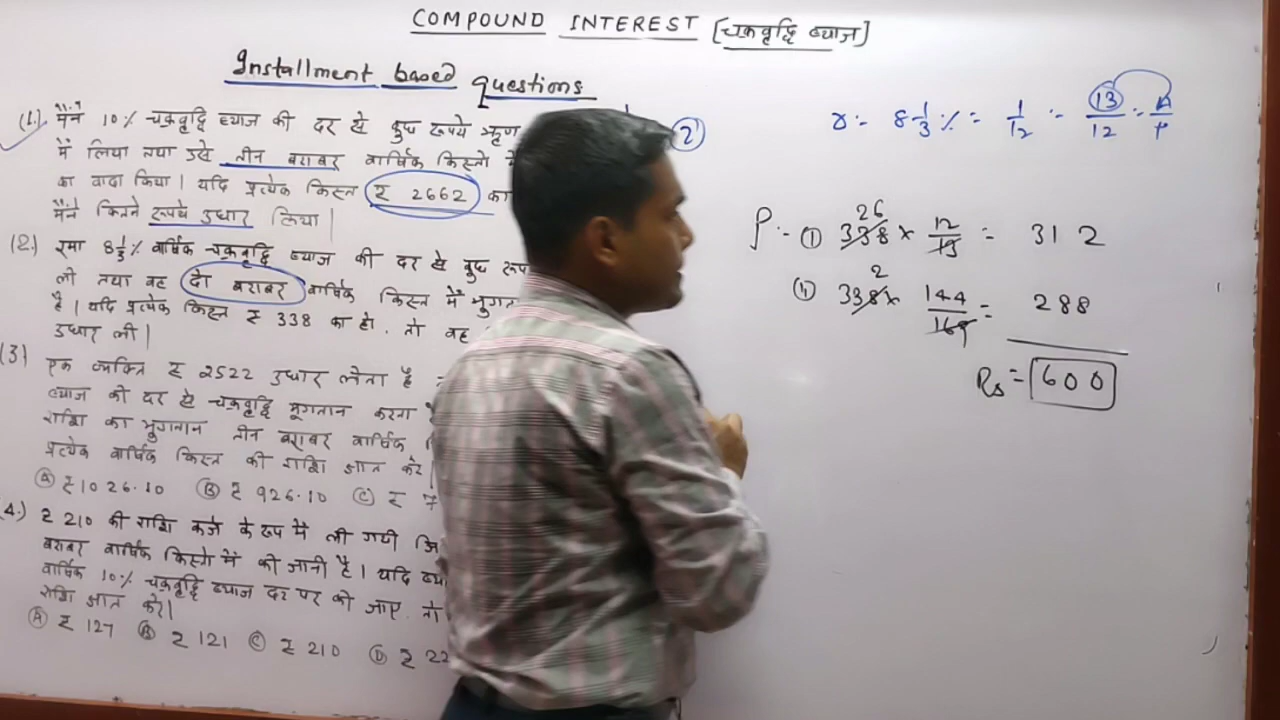 COMPOUND INTEREST [चक्रवृद्धि ब्याज]
Installment based questions
(1.) मैंने 10% चक्रवृद्धि ब्याज की दर से कुछ रूपये ऋण
में लिया तथा उसे तीन बराबर वार्षिक किस्तो में
का वादा किया। यदि प्रत्येक किस्त ₹ 2662 का
मैंने कितने रूपये उधार लिया।
(2.) रमा 8 1/3 % वार्षिक चक्रवृद्धि ब्याज की दर से कुछ रूप
ली तथा वह दो बराबर वार्षिक किस्त में भुगत
है। यदि प्रत्येक किस्त ₹ 338 का हो. तो वह
उधार ली।
(3) एक व्यक्ति ₹ 2522 उधार लेता है
ब्याज की दर से चक्रवृद्धि भूगतान करता
राशि का भुगतान तीन बराबर वार्षिक
प्रत्येक वार्षिक किस्त की राशि ज्ञात करे|
(A) ₹1026.10 (B) ₹ 926.10 (C) ₹ 7
(4.) ₹ 210 की राशि कर्ज के रूप में ली गयी जि
बराबर वार्षिक किस्तो में की जानी है। यदि ब्या
वार्षिक 10% चक्रवृद्धि ब्याज दर पर की जाए. तो
राशि ज्ञात करे।
(A) ₹ 127 (B) ₹ 121 (C) ₹ 210 (D) ₹ 22
(2)
r:- 8 1/3 % = 1/12 :- 13/12 :- A/P
P:- (1) 338 26 × 12/13 = 312
(11) 338 2 × 144/169 = 288
Rs = 600